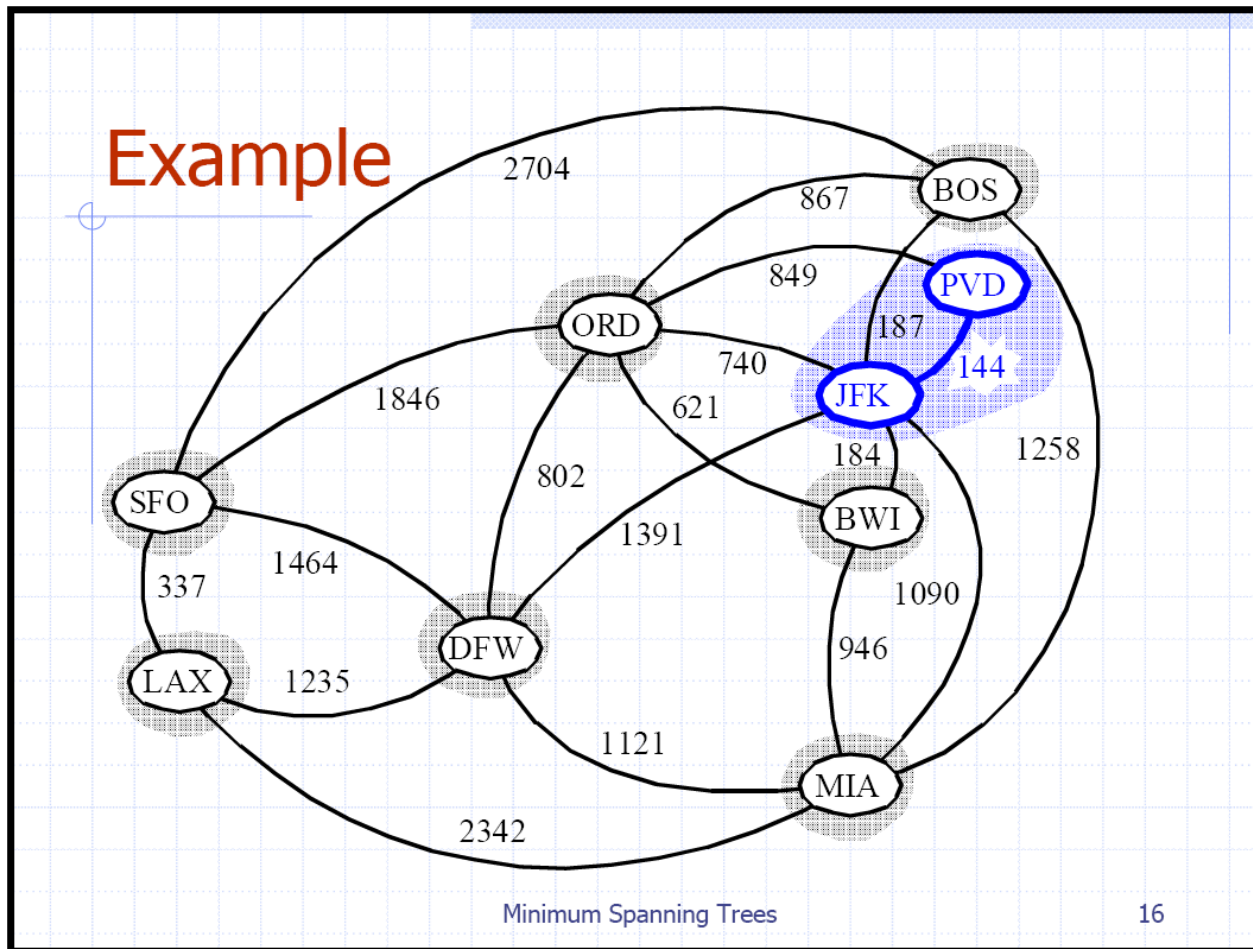 Example
2704
867
BOS
849
PVD
ORD
187
740
144
JFK
1846
621
184
1258
802
SFO
BWI
1391
1464
337
1090
DFW
946
LAX
1235
1121
MIA
2342
Minimum Spanning Trees
16